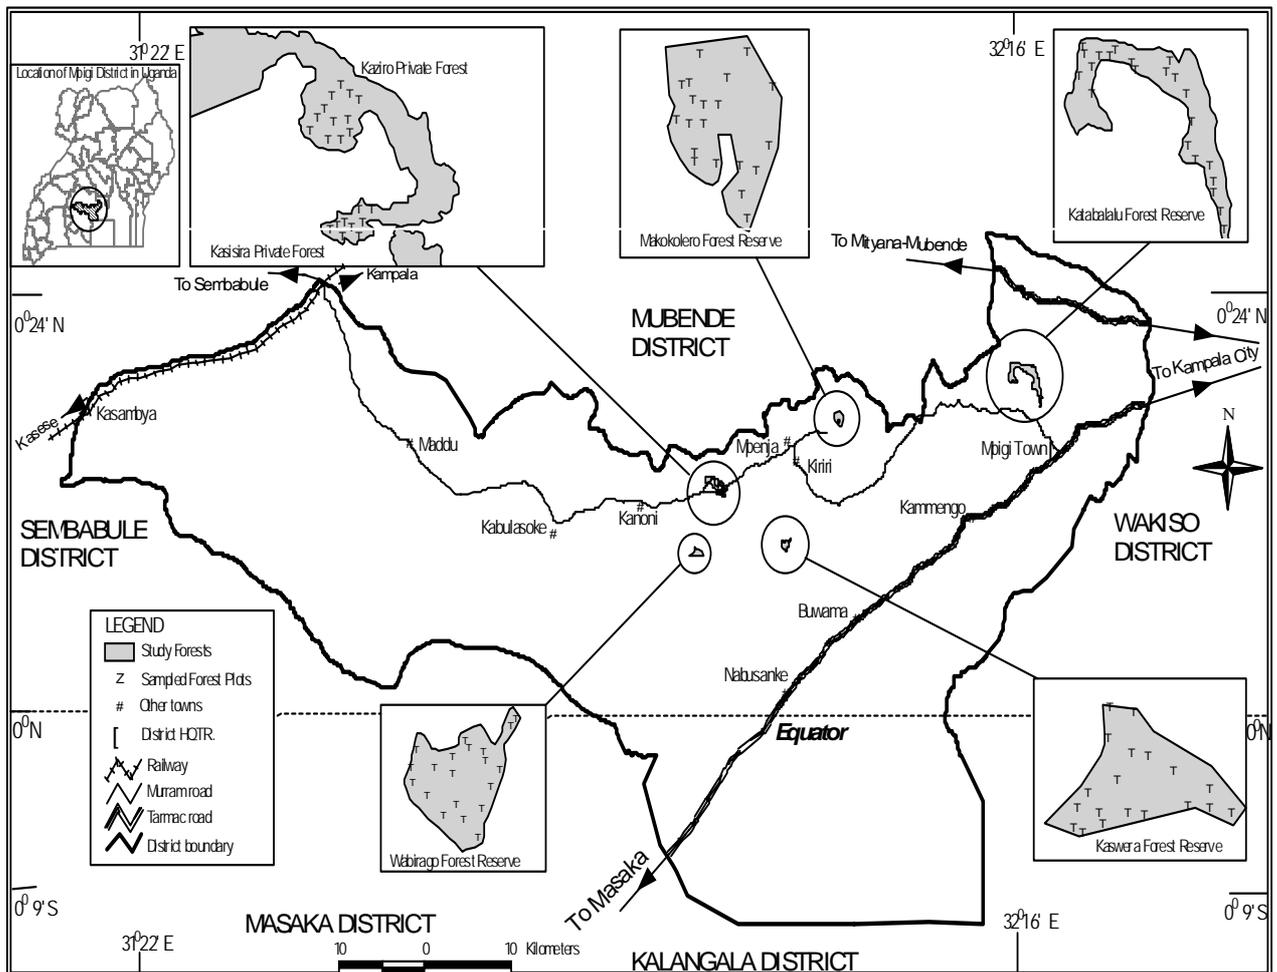 31⁰22' E
32⁰16' E
Location of Mpigi District in Uganda
Kaziro Private Forest
Kasisira Private Forest
Makokolero Forest Reserve
Katabalalu Forest Reserve
To Mityana-Mubende
To Sembabule
Kampala
0⁰24' N
0⁰24' N
MUBENDE
DISTRICT
To Kampala City
Kasese
Kasambya
Maddu
Mpenja
Kiriri
Mpigi Town
N
Kabulasoke
Kanoni
Kammengo
SEMBABULE
DISTRICT
WAKISO
DISTRICT
Buwama
Nabusanke
LEGEND
Study Forests
Z Sampled Forest Plots
# Other towns
[ District HQTR.
Railway
Murram road
Tarmac road
District boundary
0⁰N
0⁰N
Equator
Wabirago Forest Reserve
Kaswera Forest Reserve
To Masaka
0⁰ 9' S
0⁰ 9' S
MASAKA DISTRICT
31⁰22' E
32⁰16' E
10 0 10 Kilometers
KALANGALA DISTRICT